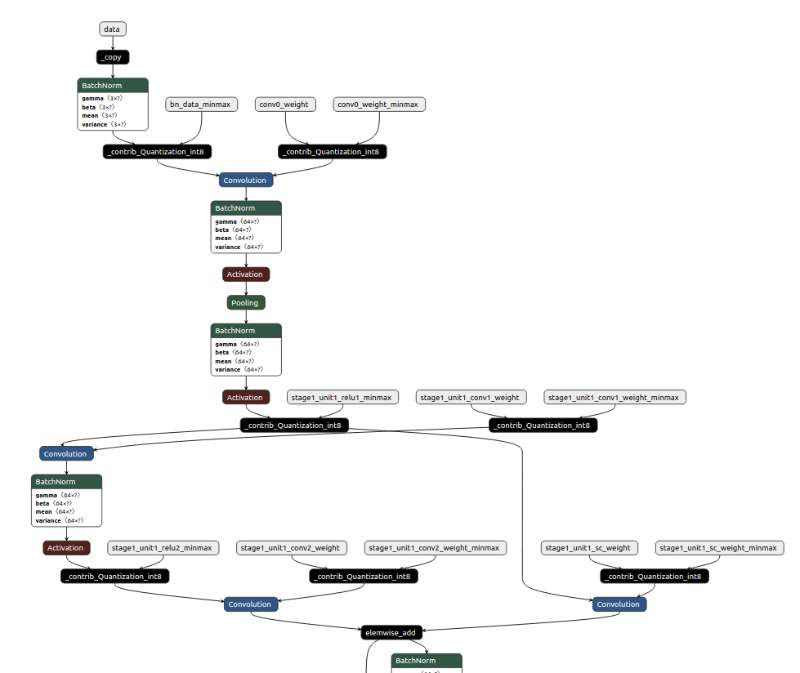 data
_copy
BatchNorm
gamma ⟨3×?⟩
beta ⟨3×?⟩
mean ⟨3×?⟩
variance ⟨3×?⟩
bn_data_minmax
conv0_weight
conv0_weight_minmax
_contrib_Quantization_int8
_contrib_Quantization_int8
Convolution
BatchNorm
gamma ⟨64×?⟩
beta ⟨64×?⟩
mean ⟨64×?⟩
variance ⟨64×?⟩
Activation
Pooling
BatchNorm
gamma ⟨64×?⟩
beta ⟨64×?⟩
mean ⟨64×?⟩
variance ⟨64×?⟩
Activation
stage1_unit1_relu1_minmax
stage1_unit1_conv1_weight
stage1_unit1_conv1_weight_minmax
_contrib_Quantization_int8
_contrib_Quantization_int8
Convolution
BatchNorm
gamma ⟨64×?⟩
beta ⟨64×?⟩
mean ⟨64×?⟩
variance ⟨64×?⟩
Activation
stage1_unit1_relu2_minmax
stage1_unit1_conv2_weight
stage1_unit1_conv2_weight_minmax
stage1_unit1_sc_weight
stage1_unit1_sc_weight_minmax
_contrib_Quantization_int8
_contrib_Quantization_int8
_contrib_Quantization_int8
Convolution
Convolution
elemwise_add
BatchNorm